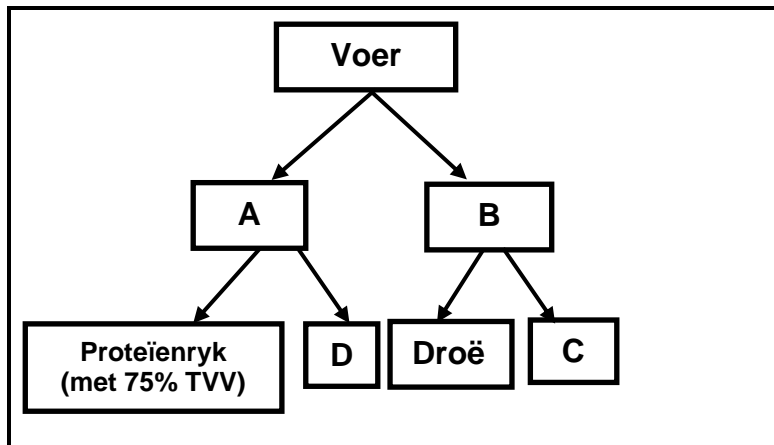 Voer
A
B
Proteïenryk
(met 75% TVV)
D
Droë
C